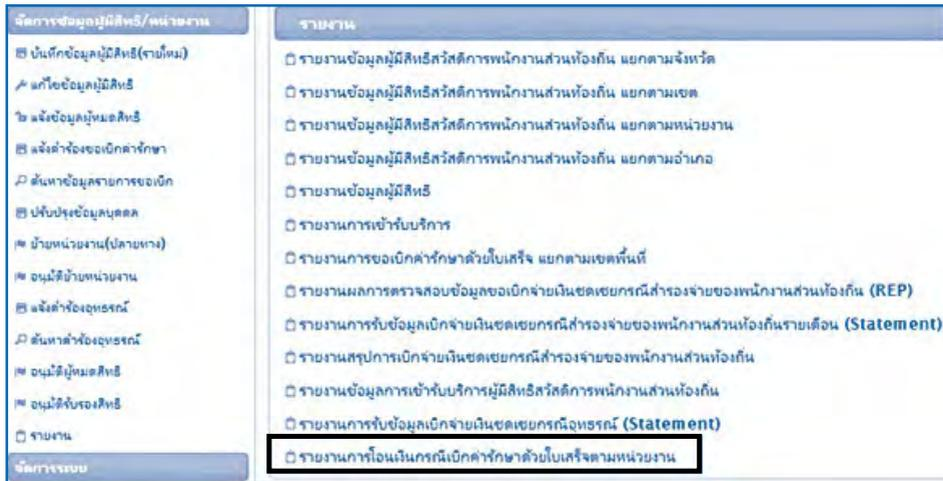 จัดการข้อมูลผู้มีสิทธิ/หน่วยงาน
บันทึกข้อมูลผู้มีสิทธิ(รายใหม่)
แก้ไขข้อมูลผู้มีสิทธิ
แจ้งข้อมูลผู้หมดสิทธิ
แจ้งคำร้องขอเบิกค่ารักษา
ค้นหาข้อมูลรายการขอเบิก
ปรับปรุงข้อมูลบุคคล
ย้ายหน่วยงาน(ปลายทาง)
อนุมัติย้ายหน่วยงาน
แจ้งคำร้องอุทธรณ์
ค้นหาคำร้องอุทธรณ์
อนุมัติผู้หมดสิทธิ
อนุมัติรับรองสิทธิ
รายงาน
จัดการระบบ
รายงาน
รายงานข้อมูลผู้มีสิทธิสวัสดิการพนักงานส่วนท้องถิ่น แยกตามจังหวัด
รายงานข้อมูลผู้มีสิทธิสวัสดิการพนักงานส่วนท้องถิ่น แยกตามเขต
รายงานข้อมูลผู้มีสิทธิสวัสดิการพนักงานส่วนท้องถิ่น แยกตามหน่วยงาน
รายงานข้อมูลผู้มีสิทธิสวัสดิการพนักงานส่วนท้องถิ่น แยกตามอำเภอ
รายงานข้อมูลผู้มีสิทธิ
รายงานการเข้ารับบริการ
รายงานการขอเบิกค่ารักษาด้วยใบเสร็จ แยกตามเขตพื้นที่
รายงานผลการตรวจสอบข้อมูลขอเบิกจ่ายเงินชดเชยกรณีสำรองจ่ายของพนักงานส่วนท้องถิ่น (REP)
รายงานการรับข้อมูลเบิกจ่ายเงินชดเชยกรณีสำรองจ่ายของพนักงานส่วนท้องถิ่นรายเดือน (Statement)
รายงานสรุปการเบิกจ่ายเงินชดเชยกรณีสำรองจ่ายของพนักงานส่วนท้องถิ่น
รายงานข้อมูลการเข้ารับบริการผู้มีสิทธิสวัสดิการพนักงานส่วนท้องถิ่น
รายงานการรับข้อมูลเบิกจ่ายเงินชดเชยกรณีอุทธรณ์ (Statement)
รายงานการโอนเงินกรณีเบิกค่ารักษาด้วยใบเสร็จตามหน่วยงาน